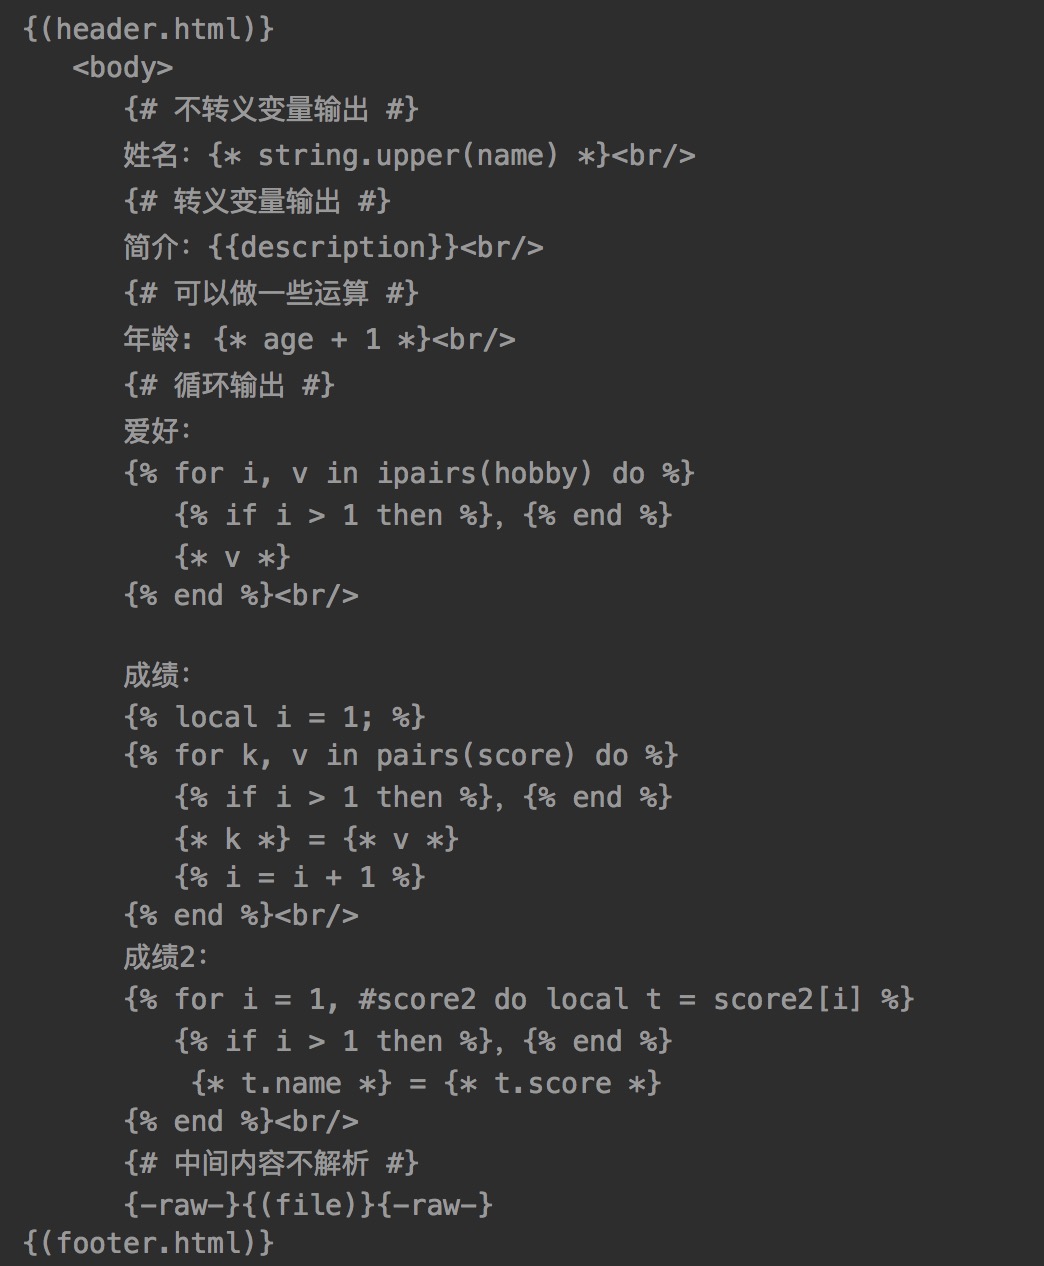 {(header.html)}
   <body>
      {# 不转义变量输出 #}
      姓名：{* string.upper(name) *}<br/>
      {# 转义变量输出 #}
      简介：{{description}}<br/>
      {# 可以做一些运算 #}
      年龄: {* age + 1 *}<br/>
      {# 循环输出 #}
      爱好：
      {% for i, v in ipairs(hobby) do %}
         {% if i > 1 then %}，{% end %}
         {* v *}
      {% end %}<br/>

      成绩：
      {% local i = 1; %}
      {% for k, v in pairs(score) do %}
         {% if i > 1 then %}，{% end %}
         {* k *} = {* v *}
         {% i = i + 1 %}
      {% end %}<br/>
      成绩2：
      {% for i = 1, #score2 do local t = score2[i] %}
         {% if i > 1 then %}，{% end %}
          {* t.name *} = {* t.score *}
      {% end %}<br/>
      {# 中间内容不解析 #}
      {-raw-}{(file)}{-raw-}
{(footer.html)}